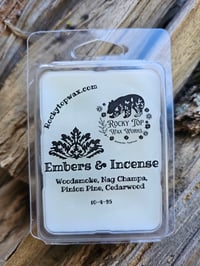 Rockytopwax.com
Rocky Top
Wax Works
Embers & Incense
Woodsmoke, Nag Champa,
Pinion Pine, Cedarwood
10-4-25